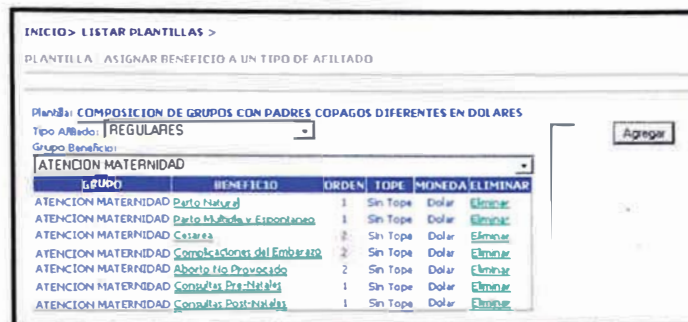 INICIO> LISTAR PLANTILLAS >
PLANTILLA ASIGNAR BENEFICIO A UN TIPO DE AFILIADO
Plantilla: COMPOSICION DE GRUPOS CON PADRES COPAGOS DIFERENTES EN DOLARES
Tipo Afiliado: REGULARES
Agregar
Grupo Beneficio:
ATENCION MATERNIDAD
GRUPO BENEFICIO ORDEN TOPE MONEDA ELIMINAR
ATENCION MATERNIDAD Parto Natural 1 Sin Tope Dolar Eliminar
ATENCION MATERNIDAD Parto Multiple y Espontaneo 1 Sin Tope Dolar Eliminar
ATENCION MATERNIDAD Cesarea 2 Sin Tope Dolar Eliminar
ATENCION MATERNIDAD Complicaciones del Embarazo 2 Sin Tope Dolar Eliminar
ATENCION MATERNIDAD Aborto No Provocado 2 Sin Tope Dolar Eliminar
ATENCION MATERNIDAD Consultas Pre-Natales 1 Sin Tope Dolar Eliminar
ATENCION MATERNIDAD Consultas Post-Natales 1 Sin Tope Dolar Eliminar